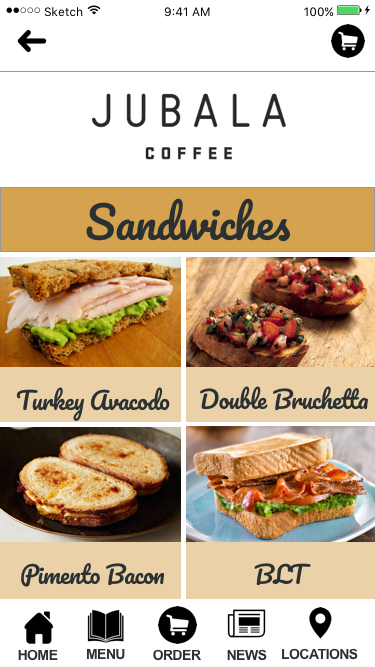 Sketch 9:41 AM 100%
JUBALA
COFFEE
Sandwiches
Turkey Avacodo
Double Bruchetta
Pimento Bacon
BLT
HOME MENU ORDER NEWS LOCATIONS